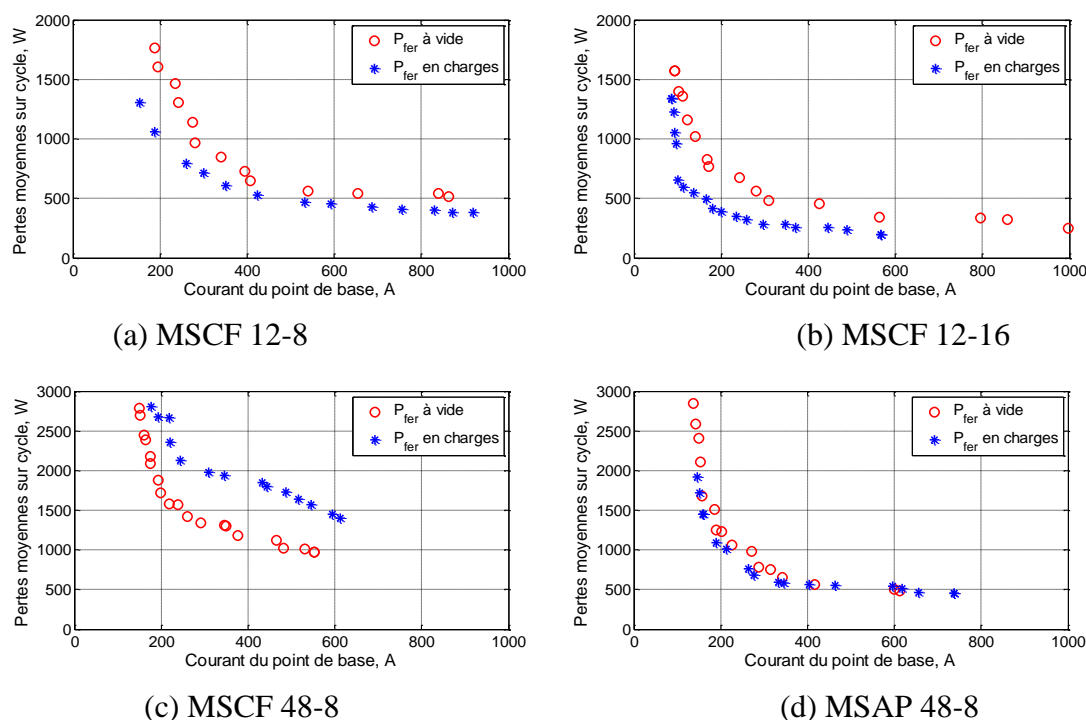 2000
1500
1000
500
0
0 200 400 600 800 1000
Pertes moyennes sur cycle, W
Courant du point de base, A
P_fer à vide
P_fer en charges
(a) MSCF 12-8
2000
1500
1000
500
0
0 200 400 600 800 1000
Pertes moyennes sur cycle, W
Courant du point de base, A
P_fer à vide
P_fer en charges
(b) MSCF 12-16
3000
2500
2000
1500
1000
500
0
0 200 400 600 800 1000
Pertes moyennes sur cycle, W
Courant du point de base, A
P_fer à vide
P_fer en charges
(c) MSCF 48-8
3000
2500
2000
1500
1000
500
0
0 200 400 600 800 1000
Pertes moyennes sur cycle, W
Courant du point de base, A
P_fer à vide
P_fer en charges
(d) MSAP 48-8